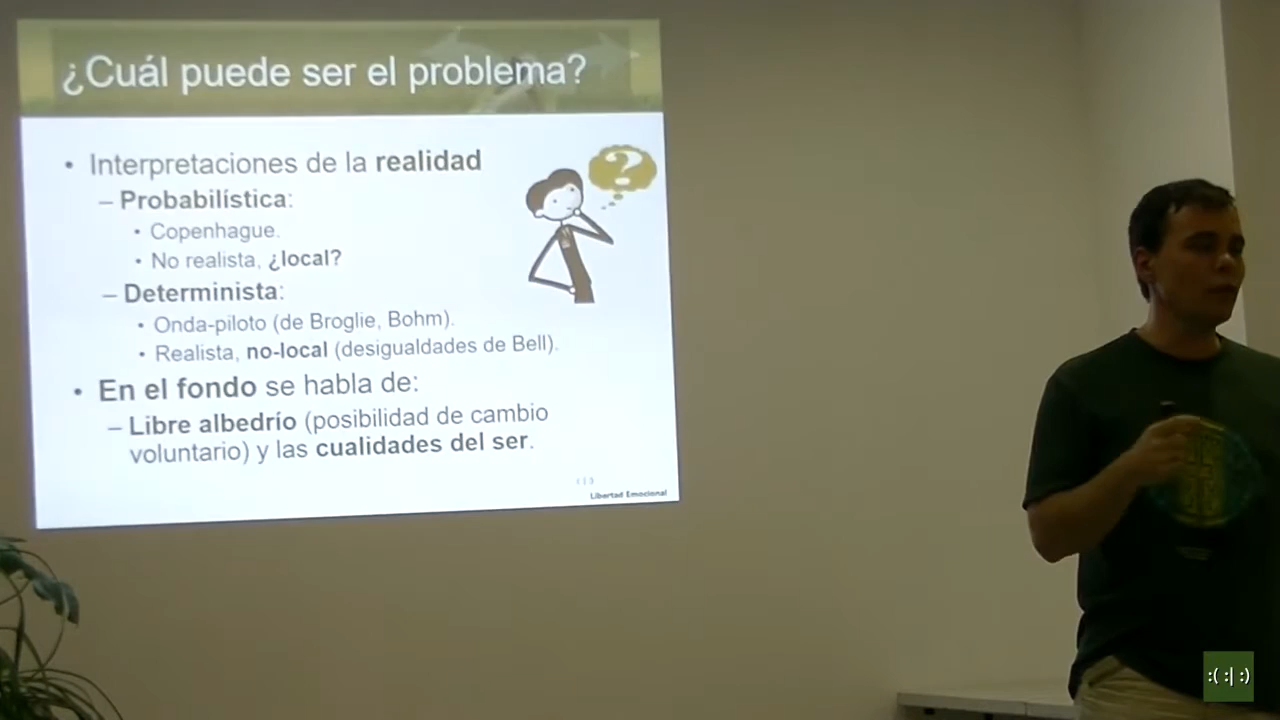 ¿Cuál puede ser el problema?
• Interpretaciones de la realidad
– Probabilística:
• Copenhague.
• No realista, ¿local?
– Determinista:
• Onda-piloto (de Broglie, Bohm).
• Realista, no-local (desigualdades de Bell).
• En el fondo se habla de:
– Libre albedrío (posibilidad de cambio
voluntario) y las cualidades del ser.
?
Libertad Emocional
:( :| :)